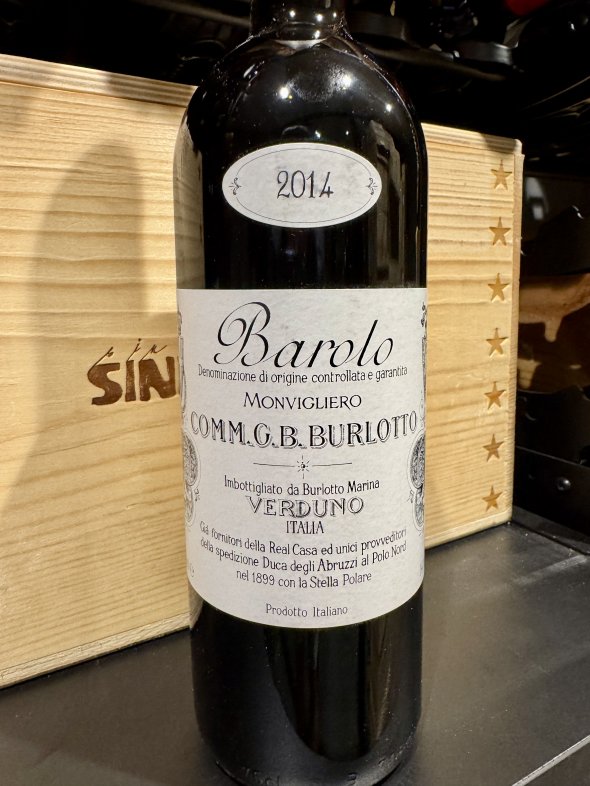 2014
Barolo
Denominazione di origine controllata e garantita
MONVIGLIERO
COMM. G. B. BURLOTTO
Imbottigliato da Burlotto Marina
VERDUNO
ITALIA
Già fornitori della Real Casa ed unici provveditori
della spedizione Duca degli Abruzzi al Polo Nord
nel 1899 con la Stella Polare
Prodotto Italiano
SIN